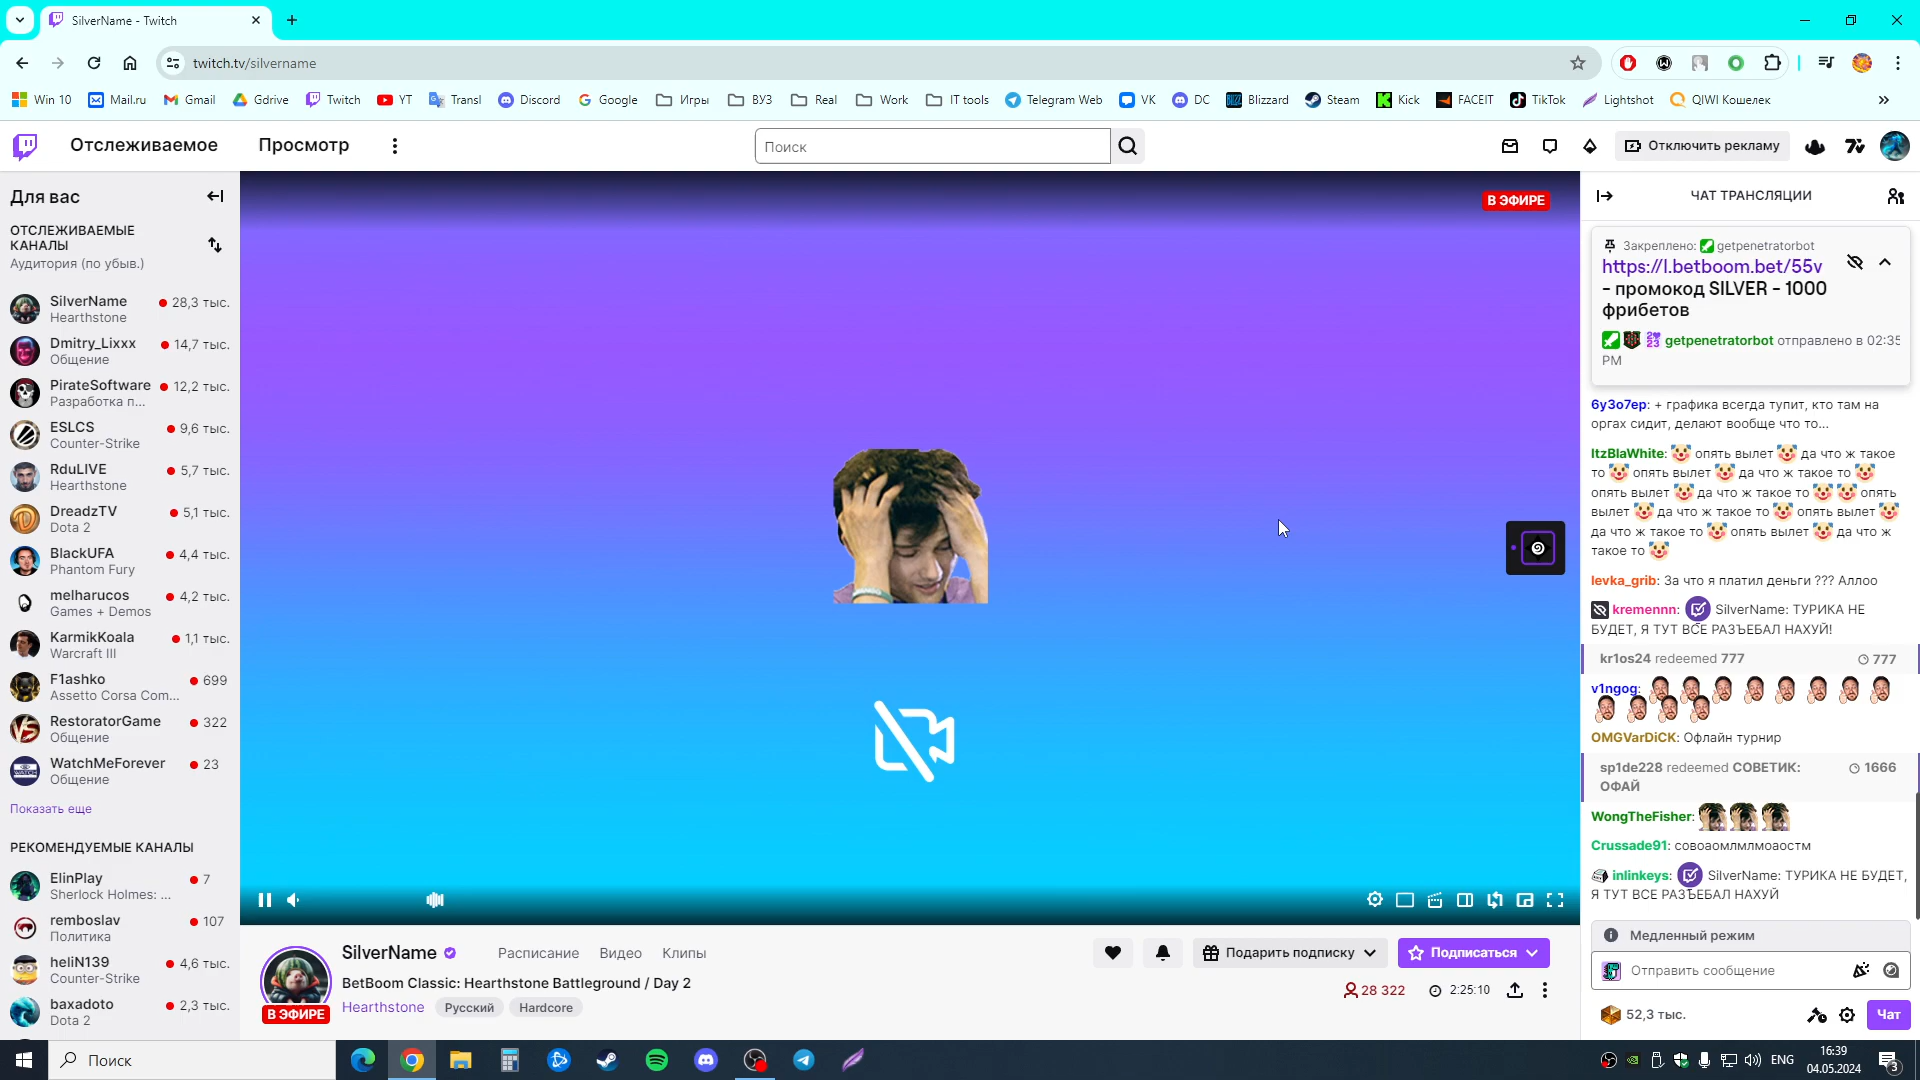 SilverName - Twitch
twitch.tv/silvername
Win 10 Mail.ru Gmail Gdrive Twitch YT Transl Discord Google Игры ВУЗ Real Work IT tools Telegram Web VK DC Blizzard Steam Kick FACEIT TikTok Lightshot QIWI Кошелек
Отслеживаемое Просмотр
Поиск
Отключить рекламу
Для вас
ОТСЛЕЖИВАЕМЫЕ
КАНАЛЫ
Аудитория (по убыв.)
SilverName 28,3 тыс.
Hearthstone
Dmitry_Lixxx 14,7 тыс.
Общение
PirateSoftware 12,2 тыс.
Разработка п...
ESLCS 9,6 тыс.
Counter-Strike
RduLIVE 5,7 тыс.
Hearthstone
DreadzTV 5,1 тыс.
Dota 2
BlackUFA 4,4 тыс.
Phantom Fury
melharucos 4,2 тыс.
Games + Demos
KarmikKoala 1,1 тыс.
Warcraft III
F1ashko 699
Assetto Corsa Com...
RestoratorGame 322
Общение
WatchMeForever 23
Общение
Показать еще
РЕКОМЕНДУЕМЫЕ КАНАЛЫ
ElinPlay 7
Sherlock Holmes: ...
remboslav 107
Политика
heliN139 4,6 тыс.
Counter-Strike
baxadoto 2,3 тыс.
Dota 2
В ЭФИРЕ
В ЭФИРЕ
SilverName Расписание Видео Клипы
Подарить подписку Подписаться
BetBoom Classic: Hearthstone Battleground / Day 2
Hearthstone Русский Hardcore
28 322 2:25:10
ЧАТ ТРАНСЛЯЦИИ
Закреплено: getpenetratorbot
https://l.betboom.bet/55v
- промокод SILVER - 1000
фрибетов
getpenetratorbot отправлено в 02:35
PM
6y3o7ep: + графика всегда тупит, кто там на
оргах сидит, делают вообще что то...
ItzBlaWhite: опять вылет да что ж такое
то опять вылет да что ж такое то
опять вылет да что ж такое то опять
вылет да что ж такое то опять вылет
да что ж такое то опять вылет да что ж
такое то
levka_grib: За что я платил деньги ??? Аллоо
kremennn: SilverName: ТУРИКА НЕ
БУДЕТ, Я ТУТ ВСЕ РАЗЪЕБАЛ НАХУЙ!
kr1os24 redeemed 777 777
v1ngog:
OMGVarDiCK: Офлайн турнир
sp1de228 redeemed СОВЕТИК: 1666
ОФАЙ
WongTheFisher:
Crussade91: совоаомлмлмоаостм
inlinkeys: SilverName: ТУРИКА НЕ БУДЕТ,
Я ТУТ ВСЕ РАЗЪЕБАЛ НАХУЙ
Медленный режим
Отправить сообщение
52,3 тыс. Чат
Поиск
ENG
16:39
04.05.2024
3